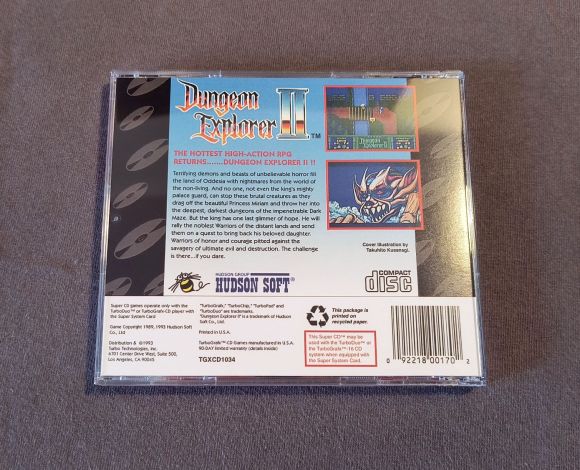 Dungeon
Explorer II ™
THE HOTTEST HIGH-ACTION RPG
RETURNS.......DUNGEON EXPLORER II !!
Terrifying demons and beasts of unbelievable horror fill
the land of Oddesia with nightmares from the world of
the non-living. And no one, not even the king's mighty
palace guard, can stop these brutal creatures as they
drag off the beautiful Princess Miriam and throw her into
the deepest, darkest dungeons of the impenetrable Dark
Maze. But the king has one last glimmer of hope. He will
rally the noblest Warriors of the distant lands and send
them on a quest to bring back his beloved daughter.
Warriors of honor and courage pitted against the
savagery of ultimate evil and destruction. The challenge
is there...if you dare.
Dungeon
Explorer II
Cover Illustration by
Takuhito Kusanagi.
HUDSON GROUP
HUDSON SOFT
COMPACT
disc
Super CD games operate only with the
TurboDuo™ or TurboGrafx-CD player with
the Super System Card
Game Copyright 1989, 1993 Hudson Soft
Co., Ltd
Distribution & ©1993
Turbo Technologies, Inc.
6701 Center Drive West, Suite 500,
Los Angeles, CA 90045
"TurboGrafx," "TurboChip," "TurboPad" and
"TurboDuo" are trademarks.
"Dungeon Explorer II" is a trademark of Hudson
Soft Co., Ltd.
Printed in U.S.A.
TurboGrafx™-CD Games manufactured in U.S.A.
90-DAY limited warranty (details inside)
TGXCD1034
This package is
printed on
recycled paper.
This Super CD™ may be
used with the TurboDuo™ or
the TurboGrafx™-16 CD
system when equipped with
the Super System Card.
0 92218 00170 2